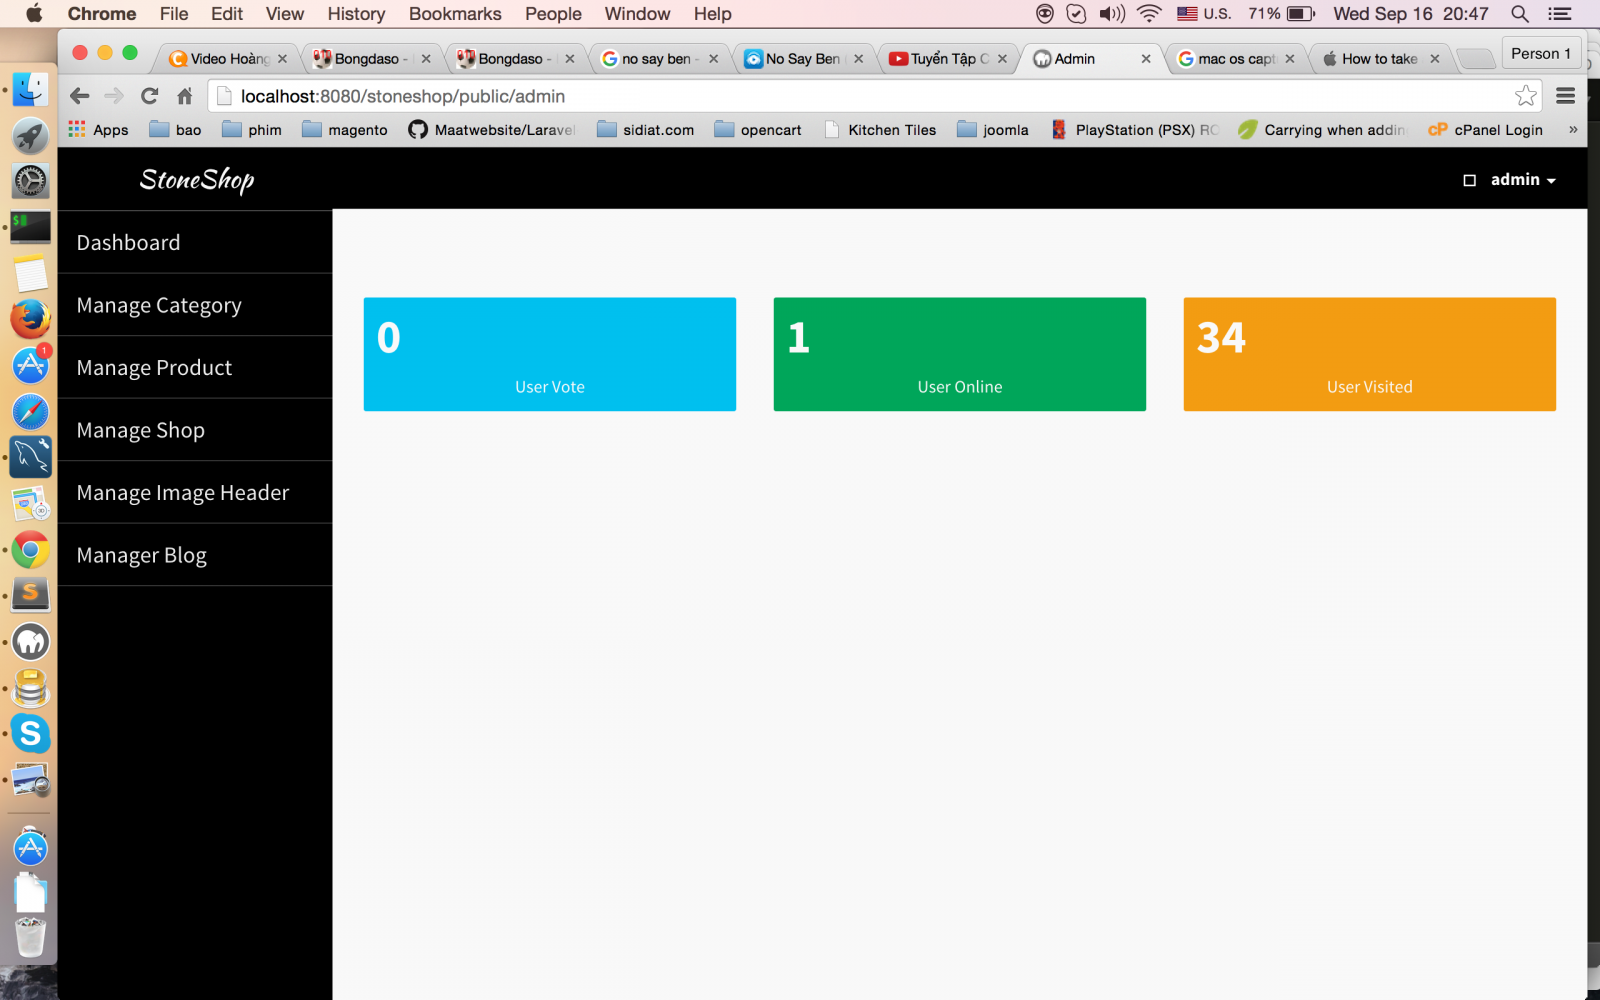 Chrome File Edit View History Bookmarks People Window Help U.S. 71% Wed Sep 16 20:47
Video Hoàng Bongdaso - Bongdaso - no say ben - No Say Ben Tuyển Tập C Admin mac os capt How to take Person 1
localhost:8080/stoneshop/public/admin
Apps bao phim magento Maatwebsite/Laravel sidiat.com opencart Kitchen Tiles joomla PlayStation (PSX) RO Carrying when addin cPanel Login »
StoneShop admin
Dashboard
Manage Category
Manage Product
Manage Shop
Manage Image Header
Manager Blog
0
User Vote
1
User Online
34
User Visited